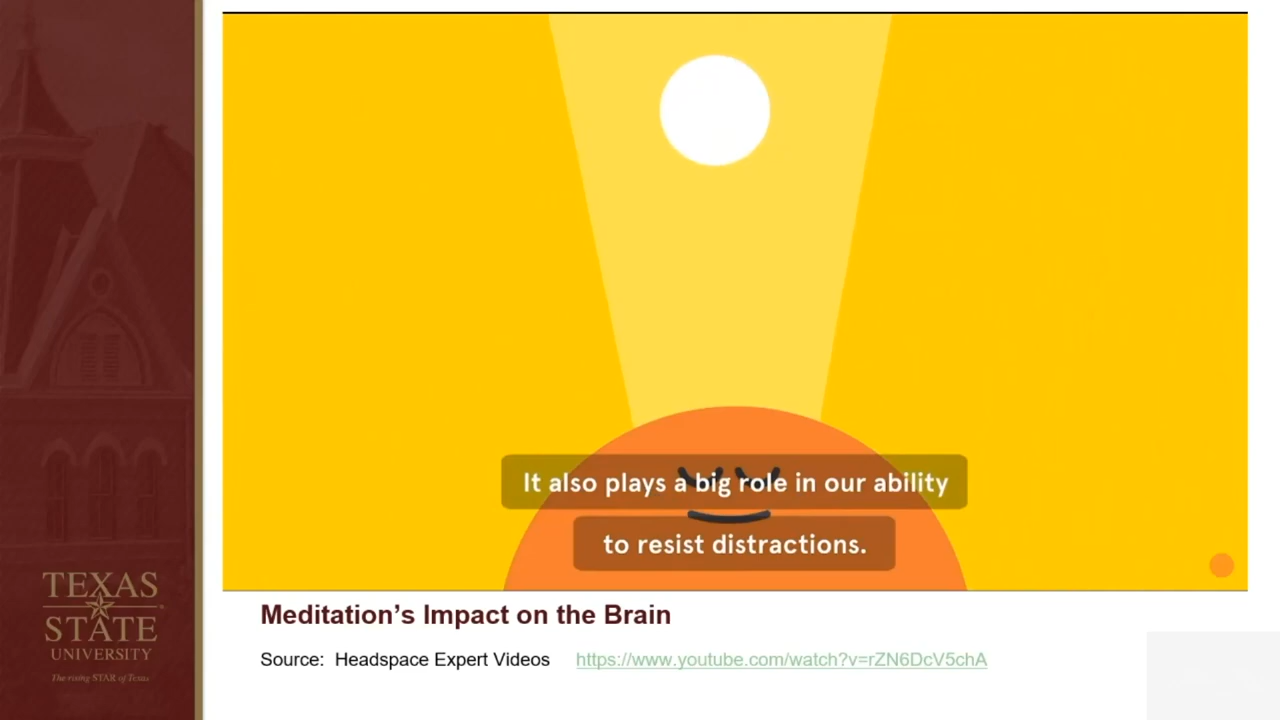 It also plays a big role in our ability
to resist distractions.
Meditation’s Impact on the Brain
Source: Headspace Expert Videos https://www.youtube.com/watch?v=rZN6DcV5chA
TEXAS
STATE
UNIVERSITY
The rising STAR of Texas